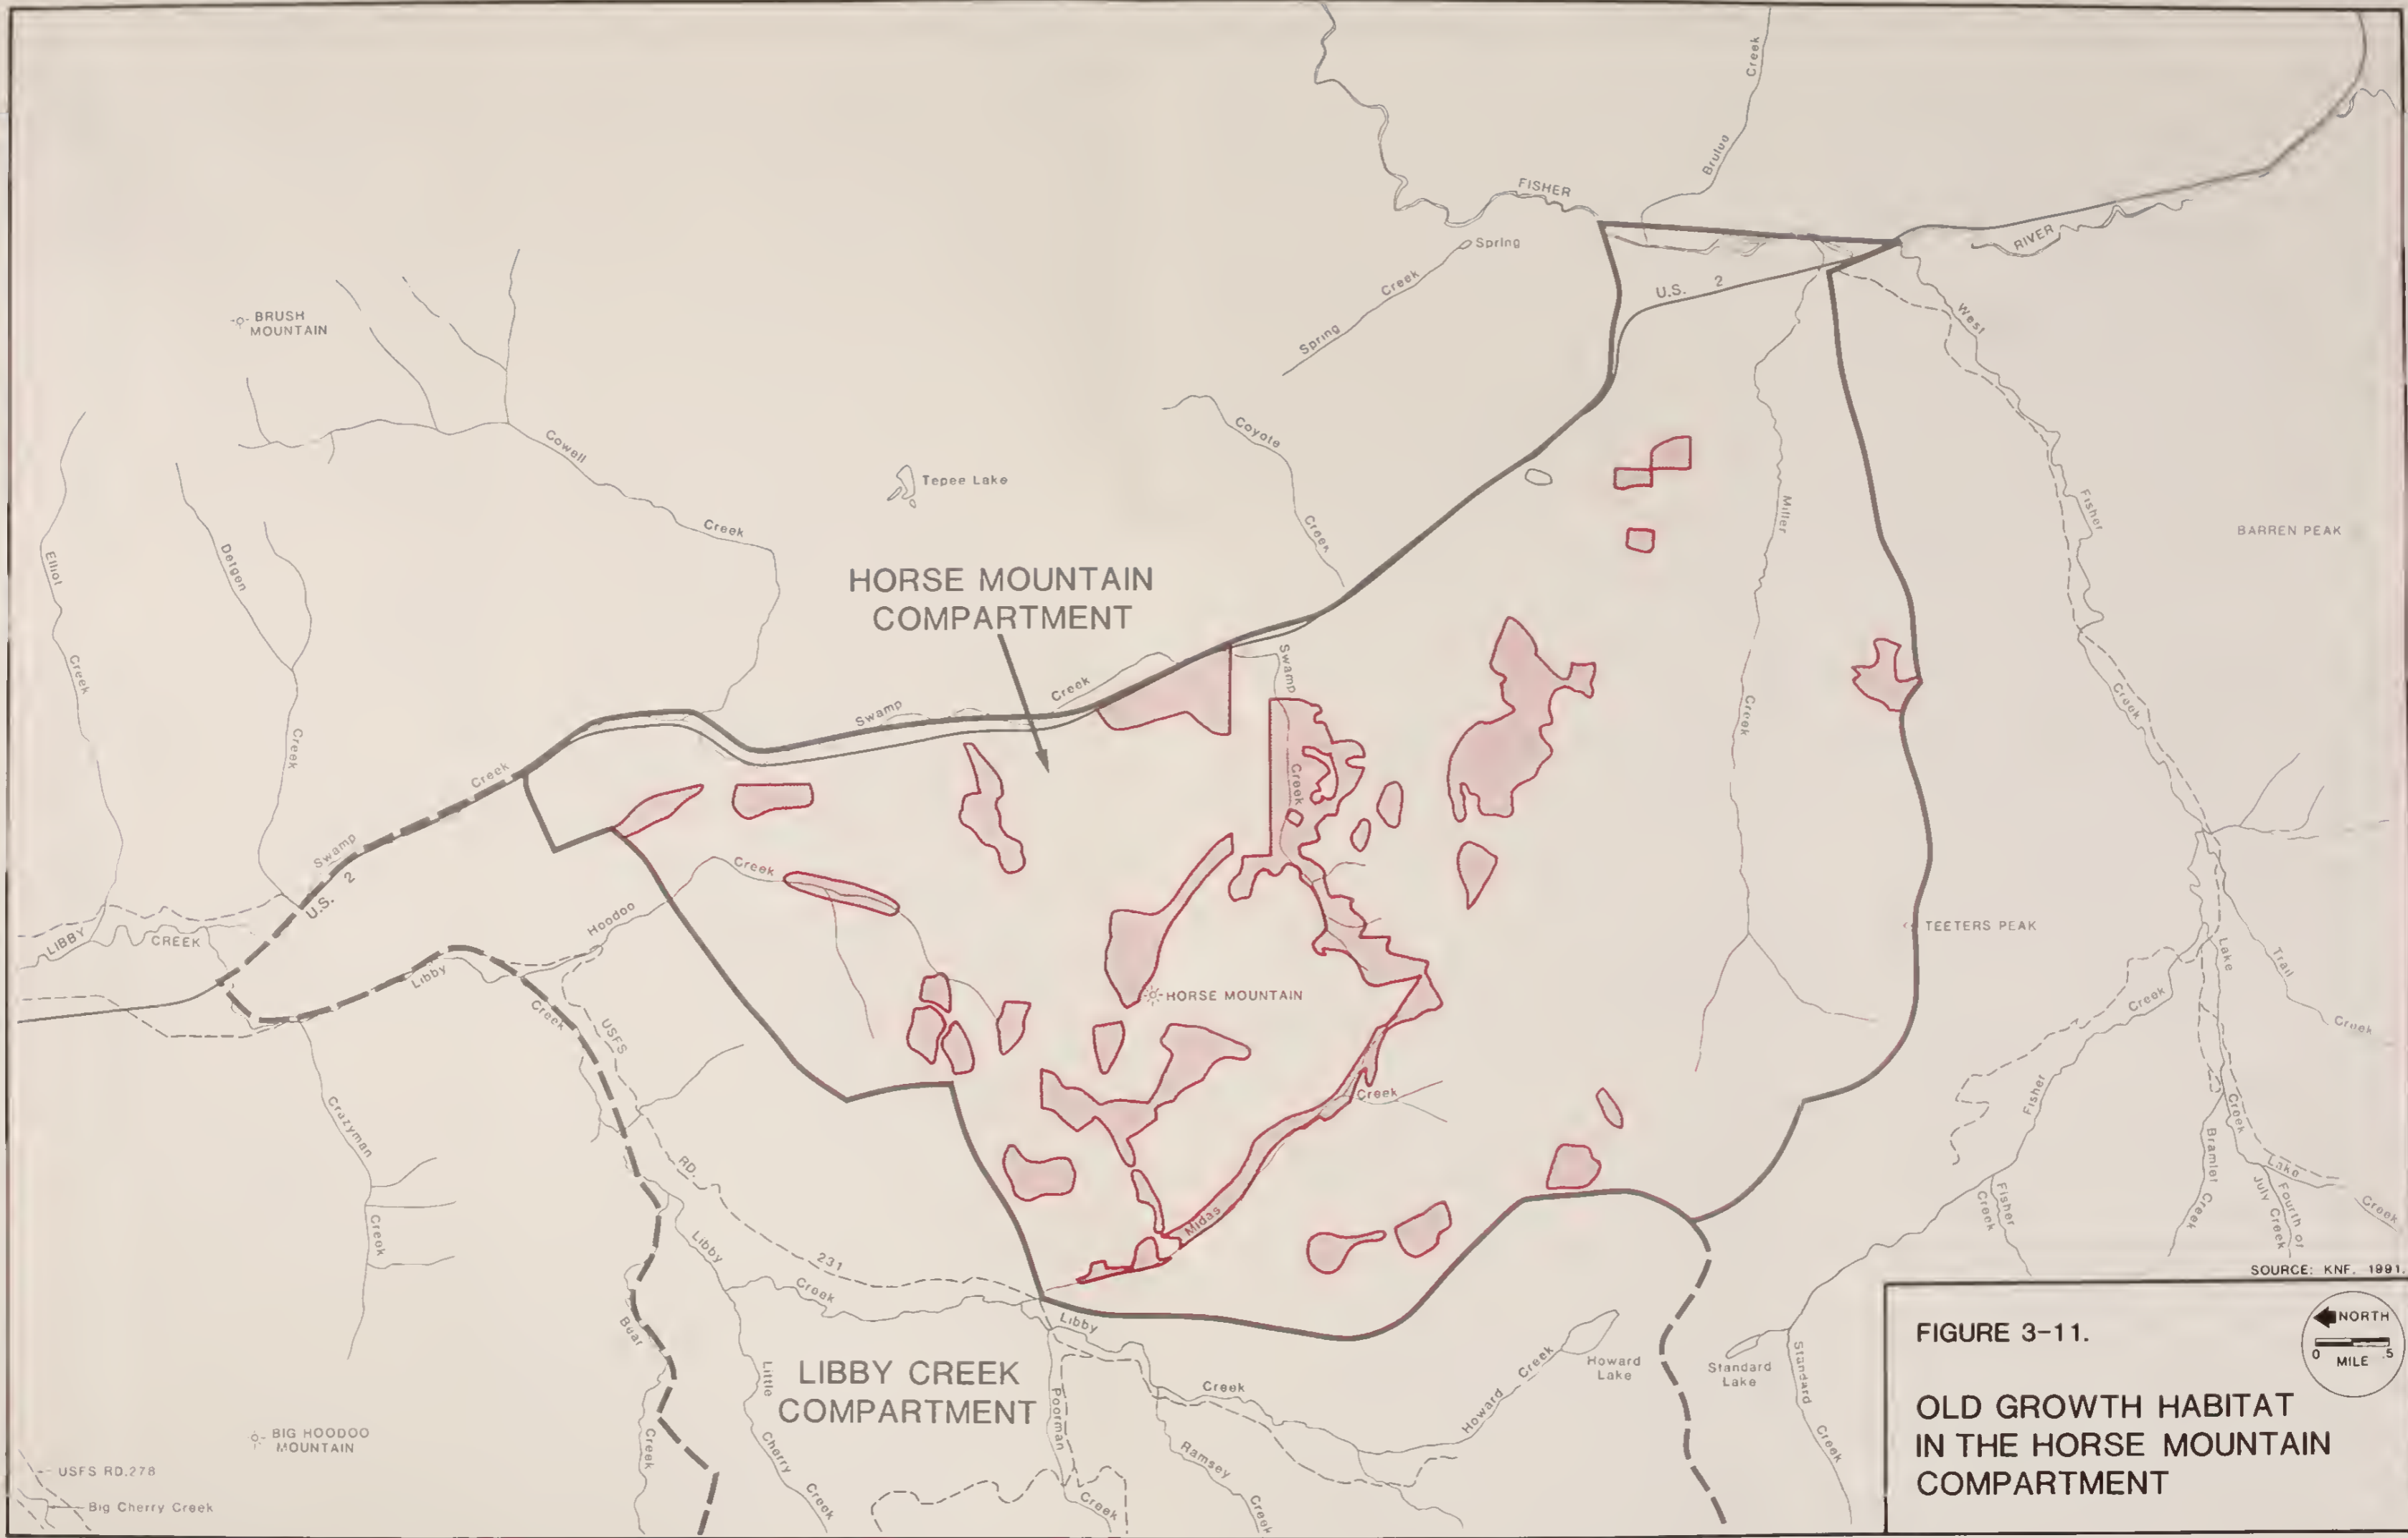 Creek
Brulue
FISHER
RIVER
Spring
Creek
Spring
U.S. 2
West
BRUSH
MOUNTAIN
Cowell
Creek
Tepee Lake
Coyote
Creek
Miller
Creek
Fisher
Creek
BARREN PEAK
Elliot
Creek
Detgen
Creek
HORSE MOUNTAIN
COMPARTMENT
Swamp
Creek
Swamp
Creek
Swamp
Creek
U.S. 2
LIBBY
CREEK
Libby
Creek
Hoodoo
Creek
HORSE MOUNTAIN
TEETERS PEAK
Lake
Trail
Creek
Creek
Fisher
USFS
RD.
231
Crazyman
Creek
Creek
Midas
Fisher
Creek
Bramlet
Creek
Creek
Lake
Fourth of
July Creek
Creek
Libby
Creek
Bear
Creek
Libby
LIBBY CREEK
COMPARTMENT
Little
Cherry
Creek
Poorman
Creek
Creek
Ramsey
Creek
Howard
Creek
Howard
Lake
Standard
Lake
Standard
Creek
BIG HOODOO
MOUNTAIN
USFS RD.278
Big Cherry Creek
SOURCE: KNF. 1991.
FIGURE 3-11.
NORTH
0 .5
MILE
OLD GROWTH HABITAT
IN THE HORSE MOUNTAIN
COMPARTMENT